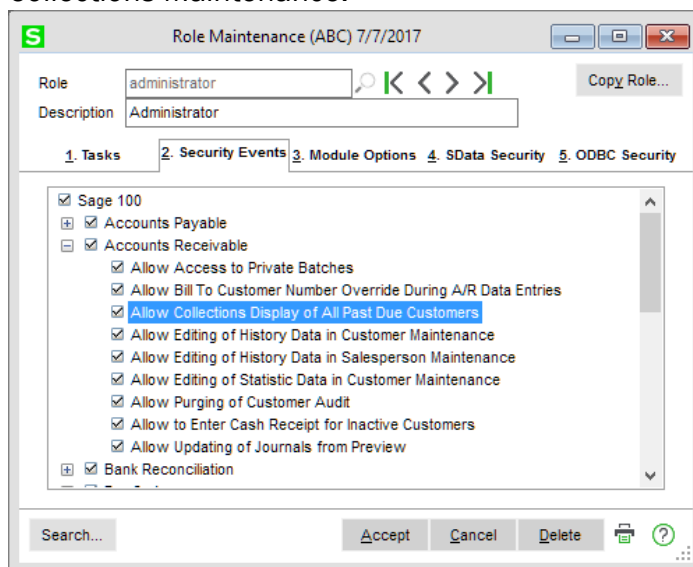 S Role Maintenance (ABC) 7/7/2017
Role administrator Copy Role...
Description Administrator
1. Tasks 2. Security Events 3. Module Options 4. SData Security 5. ODBC Security
Sage 100
Accounts Payable
Accounts Receivable
Allow Access to Private Batches
Allow Bill To Customer Number Override During A/R Data Entries
Allow Collections Display of All Past Due Customers
Allow Editing of History Data in Customer Maintenance
Allow Editing of History Data in Salesperson Maintenance
Allow Editing of Statistic Data in Customer Maintenance
Allow Purging of Customer Audit
Allow to Enter Cash Receipt for Inactive Customers
Allow Updating of Journals from Preview
Bank Reconciliation
Search... Accept Cancel Delete